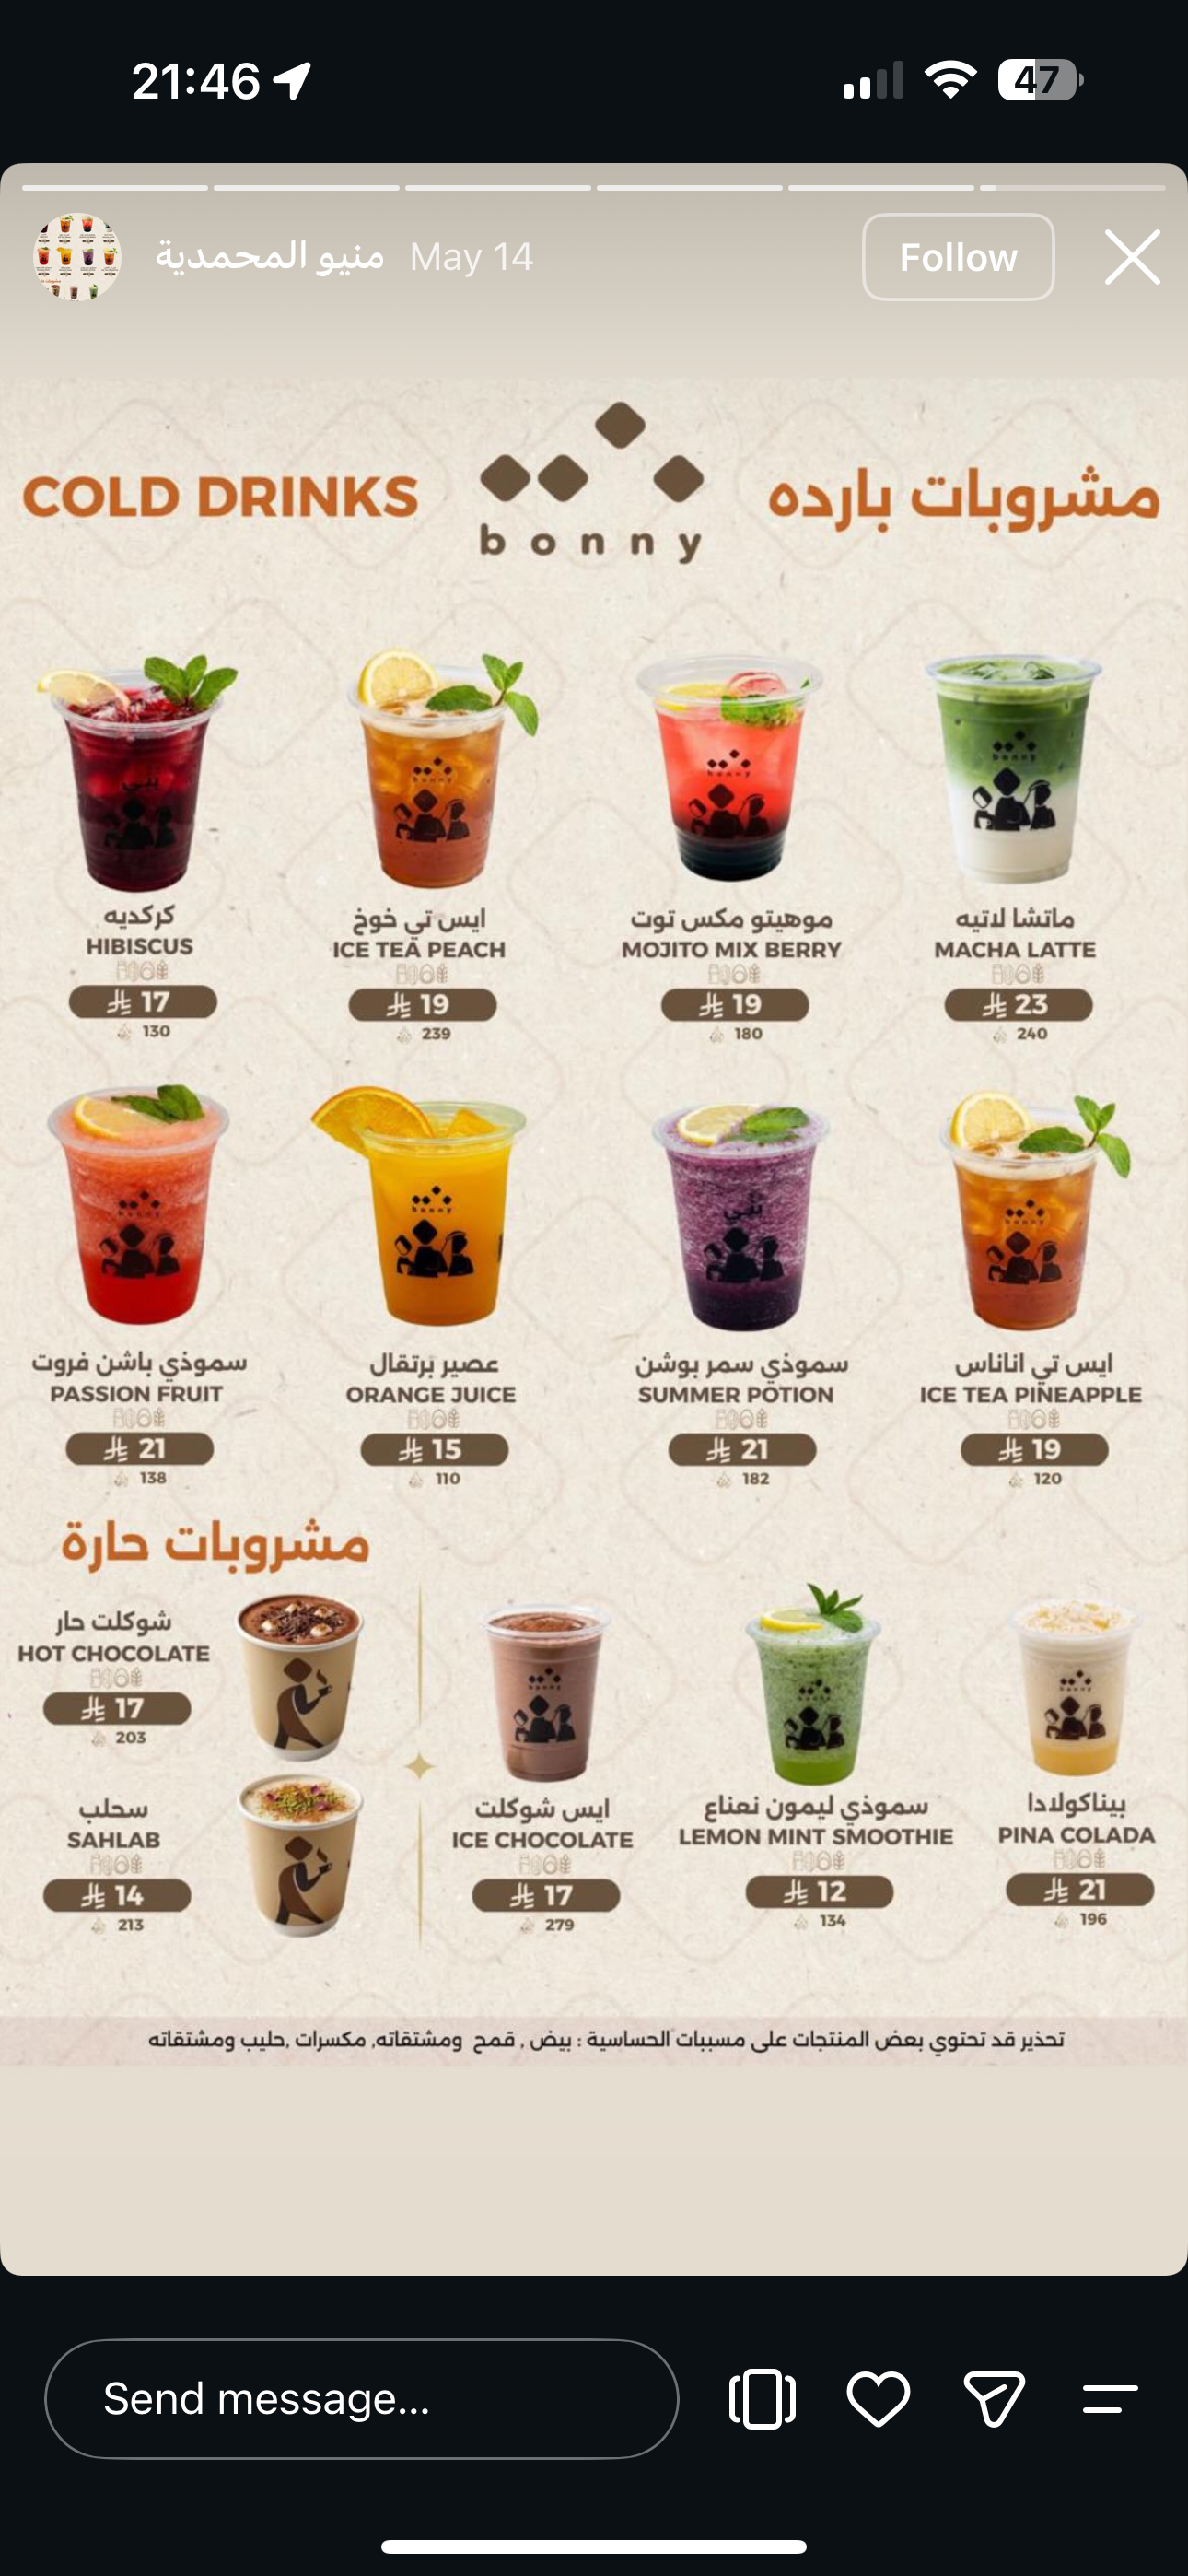 21:46
47
منيو المحمدية May 14
Follow
COLD DRINKS
bonny
مشروبات بارده
كركديه
HIBISCUS
17
130
ايس تي خوخ
ICE TEA PEACH
19
239
موهيتو مكس توت
MOJITO MIX BERRY
19
180
ماتشا لاتيه
MACHA LATTE
23
240
سموذي باشن فروت
PASSION FRUIT
21
138
عصير برتقال
ORANGE JUICE
15
110
سموذي سمر بوشن
SUMMER POTION
21
182
ايس تي اناناس
ICE TEA PINEAPPLE
19
120
مشروبات حارة
شوكلت حار
HOT CHOCOLATE
17
203
سحلب
SAHLAB
14
213
ايس شوكلت
ICE CHOCOLATE
17
279
سموذي ليمون نعناع
LEMON MINT SMOOTHIE
12
134
بيناكولادا
PINA COLADA
21
196
تحذير قد تحتوي بعض المنتجات على مسببات الحساسية : بيض , قمح ومشتقاته, مكسرات ,حليب ومشتقاته
Send message...